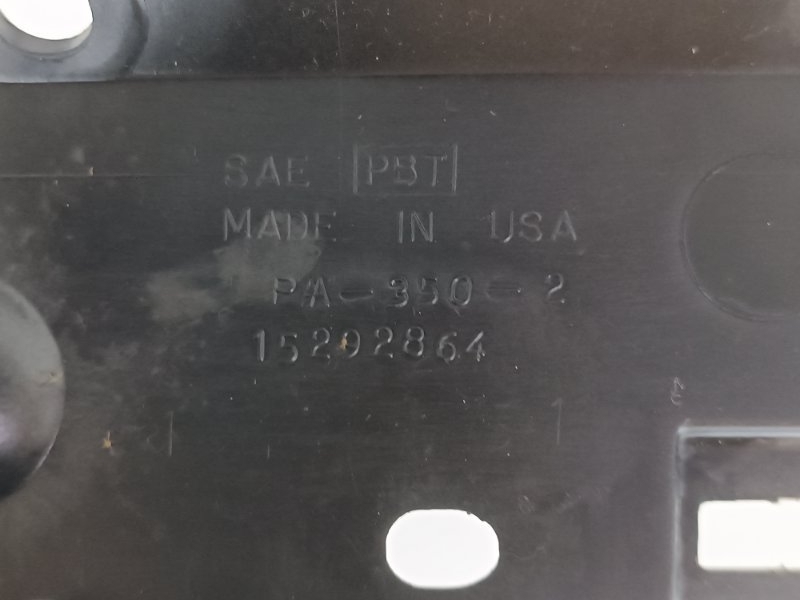 SAE PBT
MADE IN USA
PA-350-2
15292864